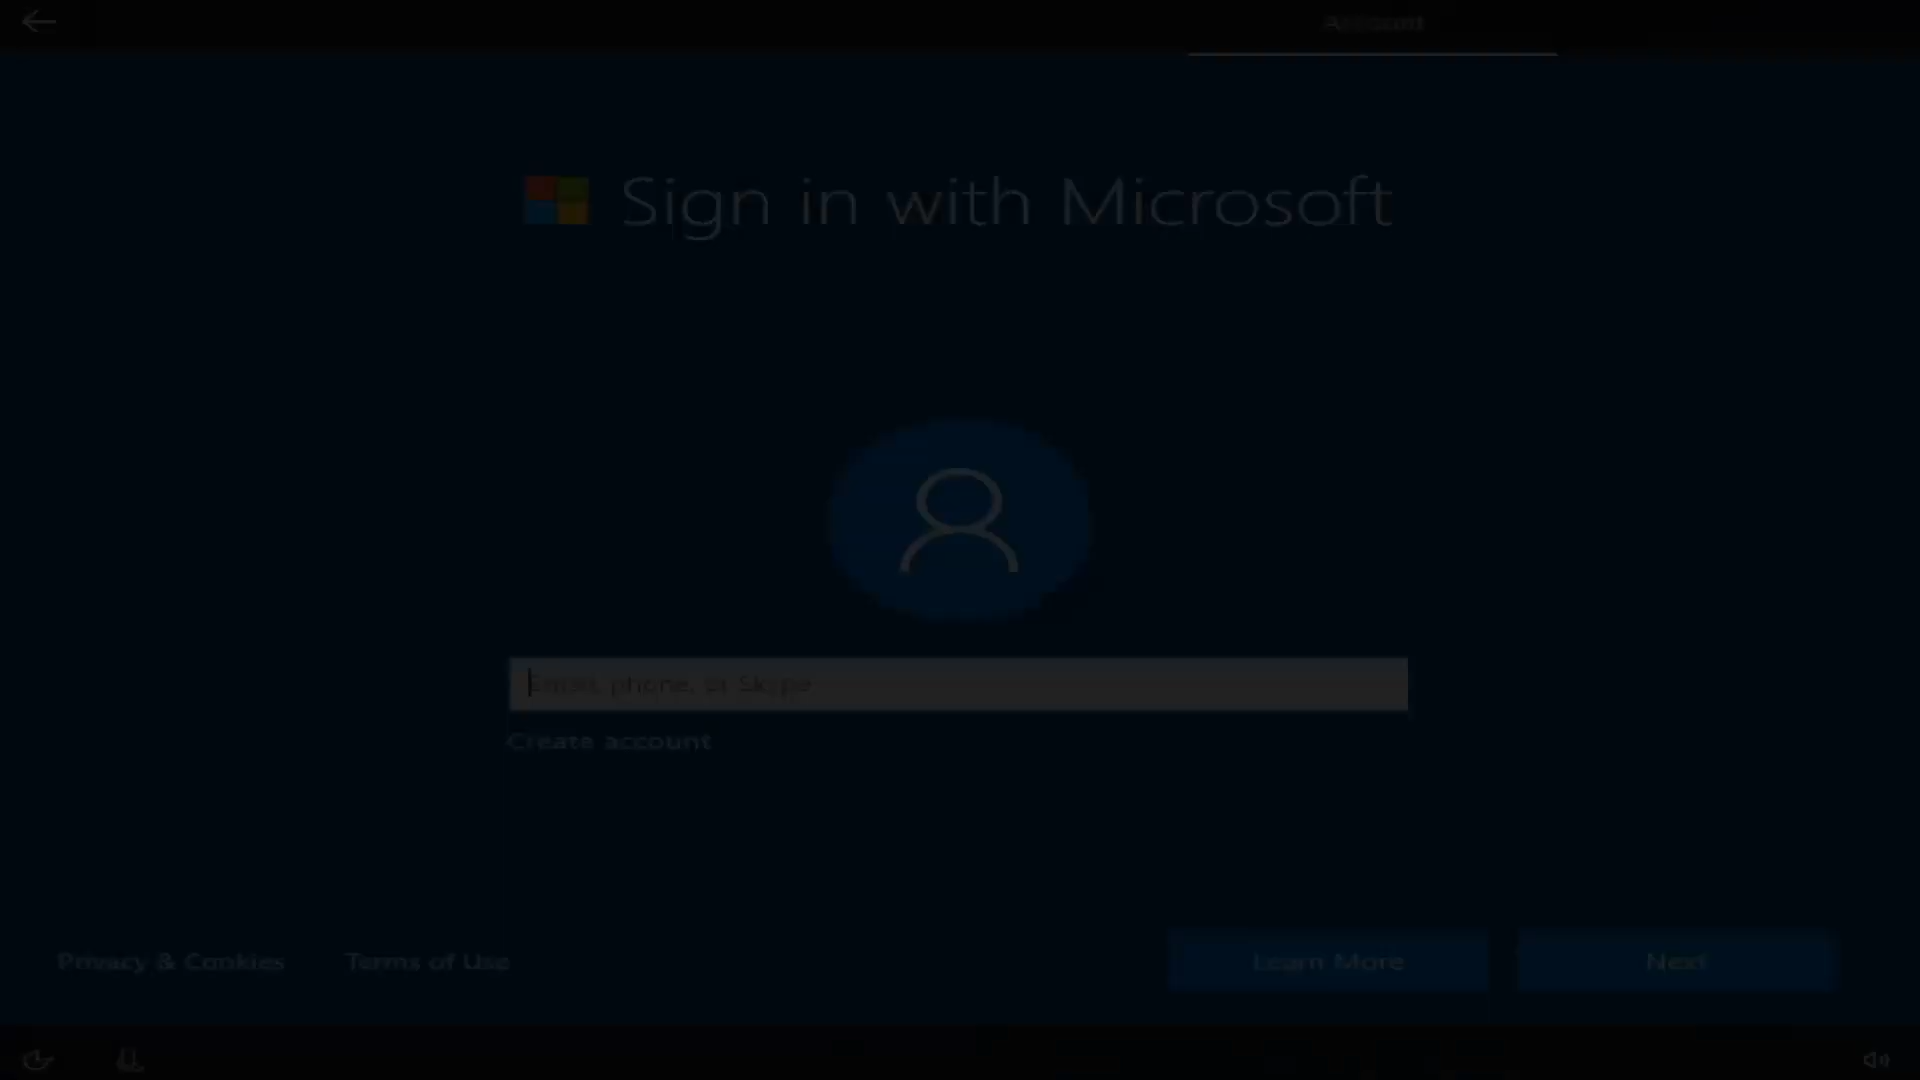 Account
Sign in with Microsoft
Email, phone, or Skype
Create account
Privacy & Cookies
Terms of Use
Learn More
Next